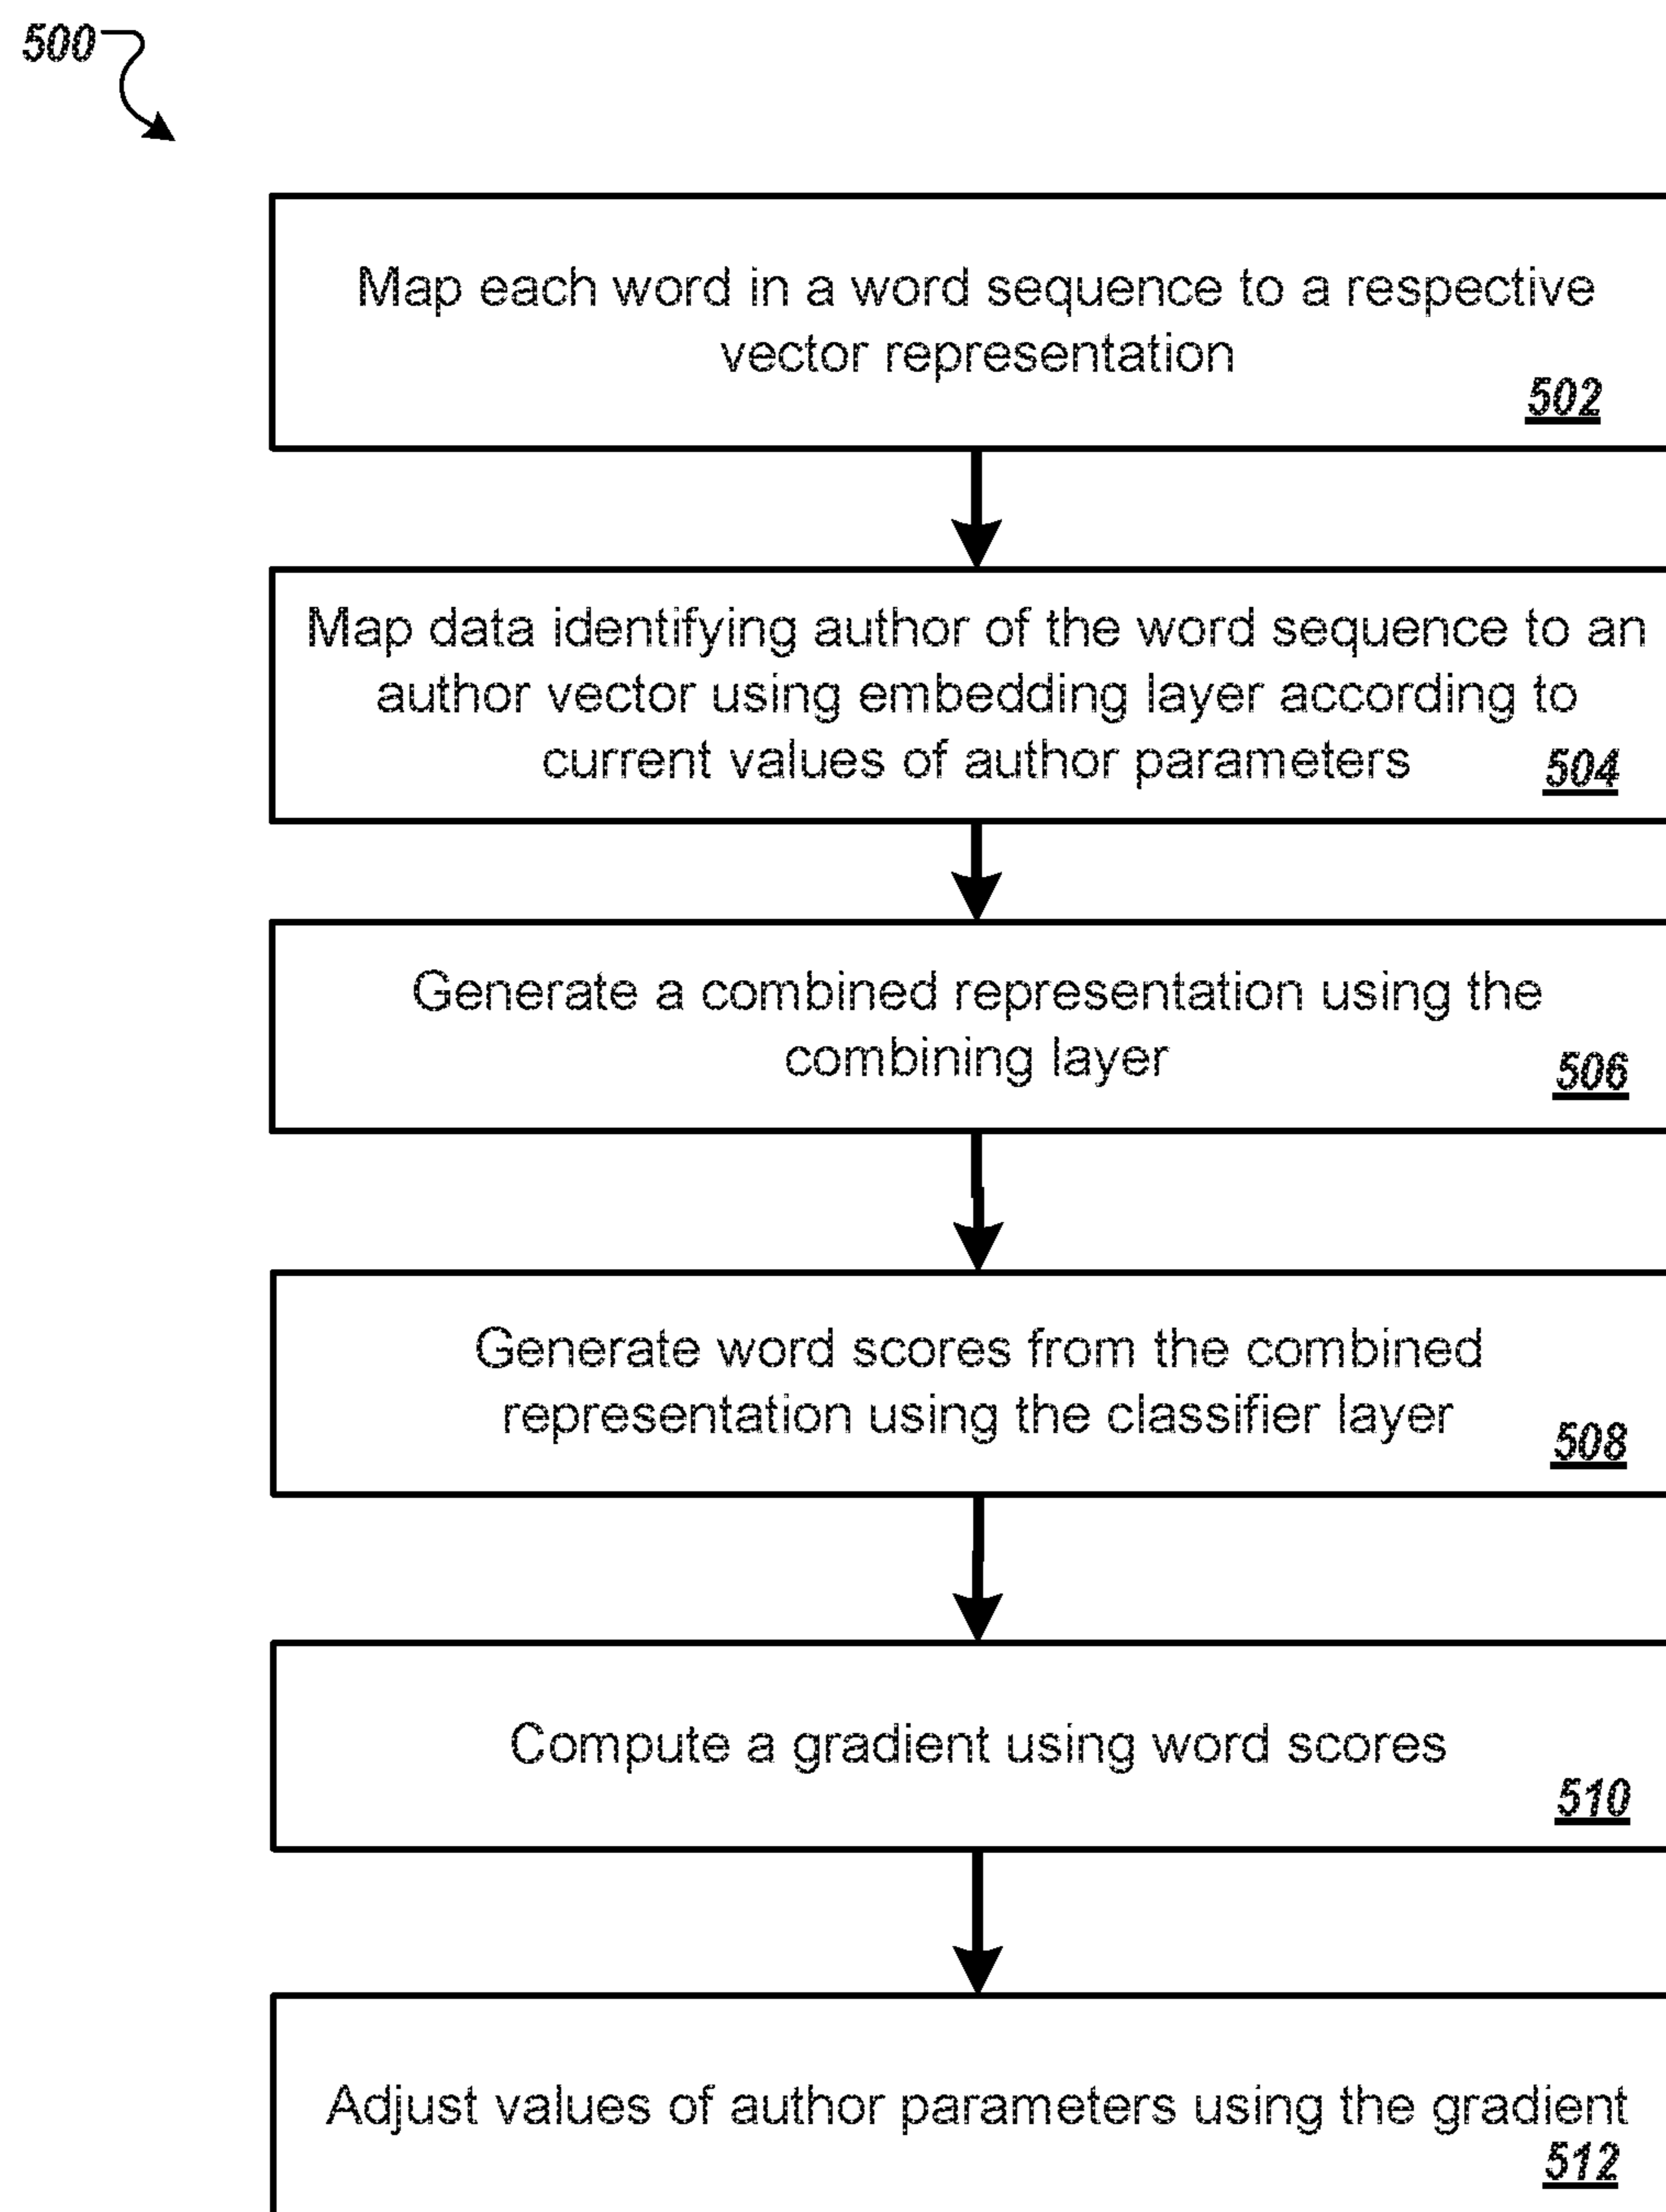 500
Map each word in a word sequence to a respective
vector representation
502
Map data identifying author of the word sequence to an
author vector using embedding layer according to
current values of author parameters
504
Generate a combined representation using the
combining layer
506
Generate word scores from the combined
representation using the classifier layer
508
Compute a gradient using word scores
510
Adjust values of author parameters using the gradient
512